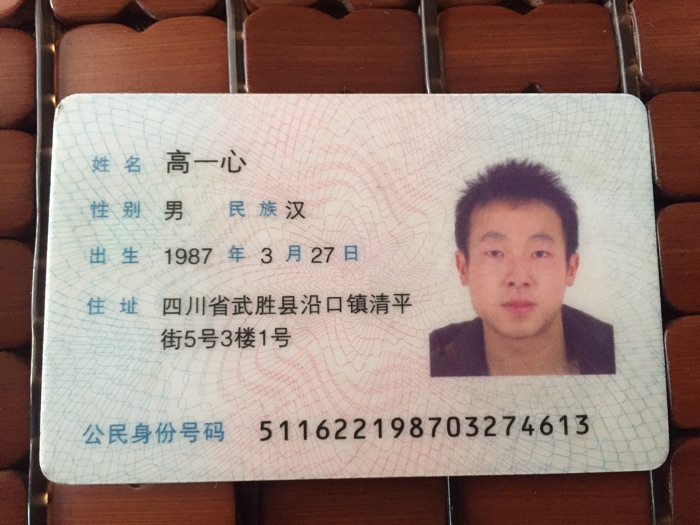 姓名 高一心
性别 男 民族 汉
出生 1987 年 3 月 27 日
住址 四川省武胜县沿口镇清平
街5号3楼1号
公民身份号码 511622198703274613